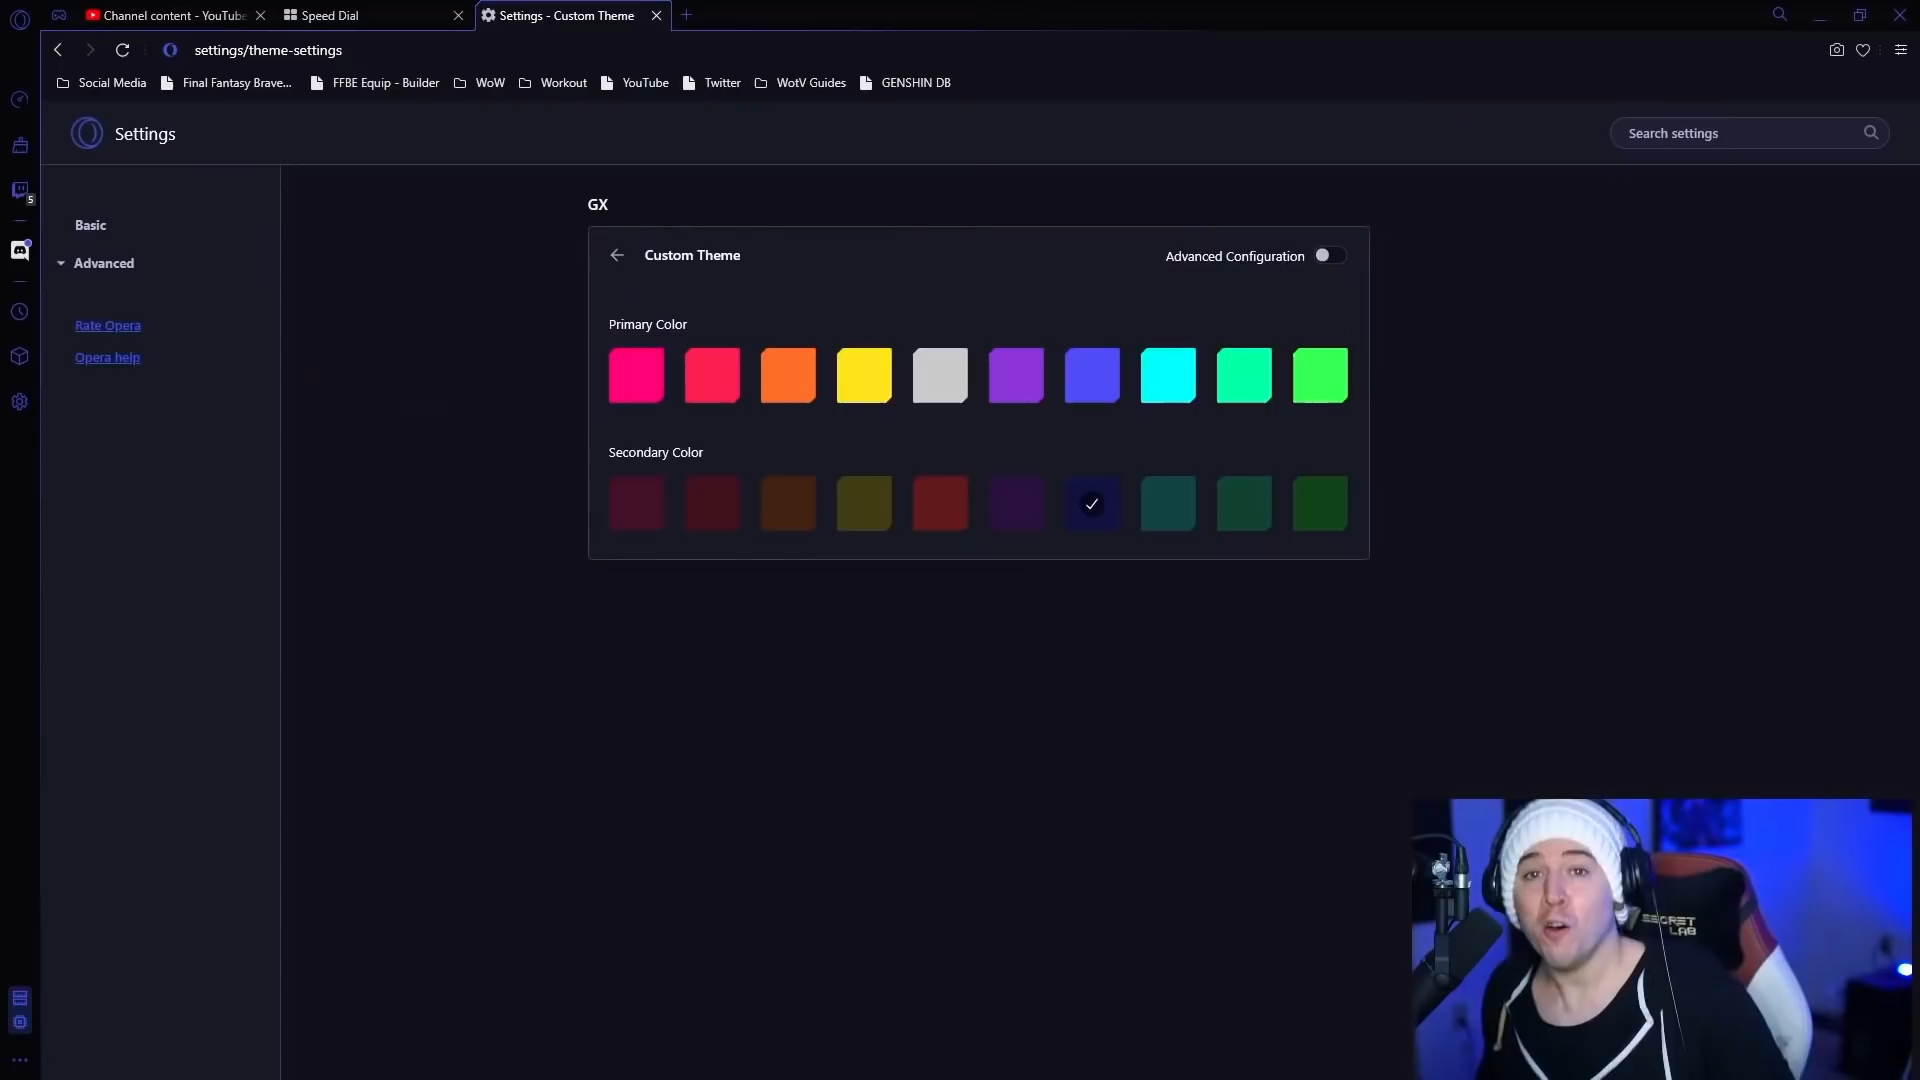 Channel content - YouTube
Speed Dial
Settings - Custom Theme
settings/theme-settings
Social Media
Final Fantasy Brave...
FFBE Equip - Builder
WoW
Workout
YouTube
Twitter
WotV Guides
GENSHIN DB
Settings
Search settings
5
Basic
Advanced
Rate Opera
Opera help
GX
Custom Theme
Advanced Configuration
Primary Color
Secondary Color
SECRET
LAB